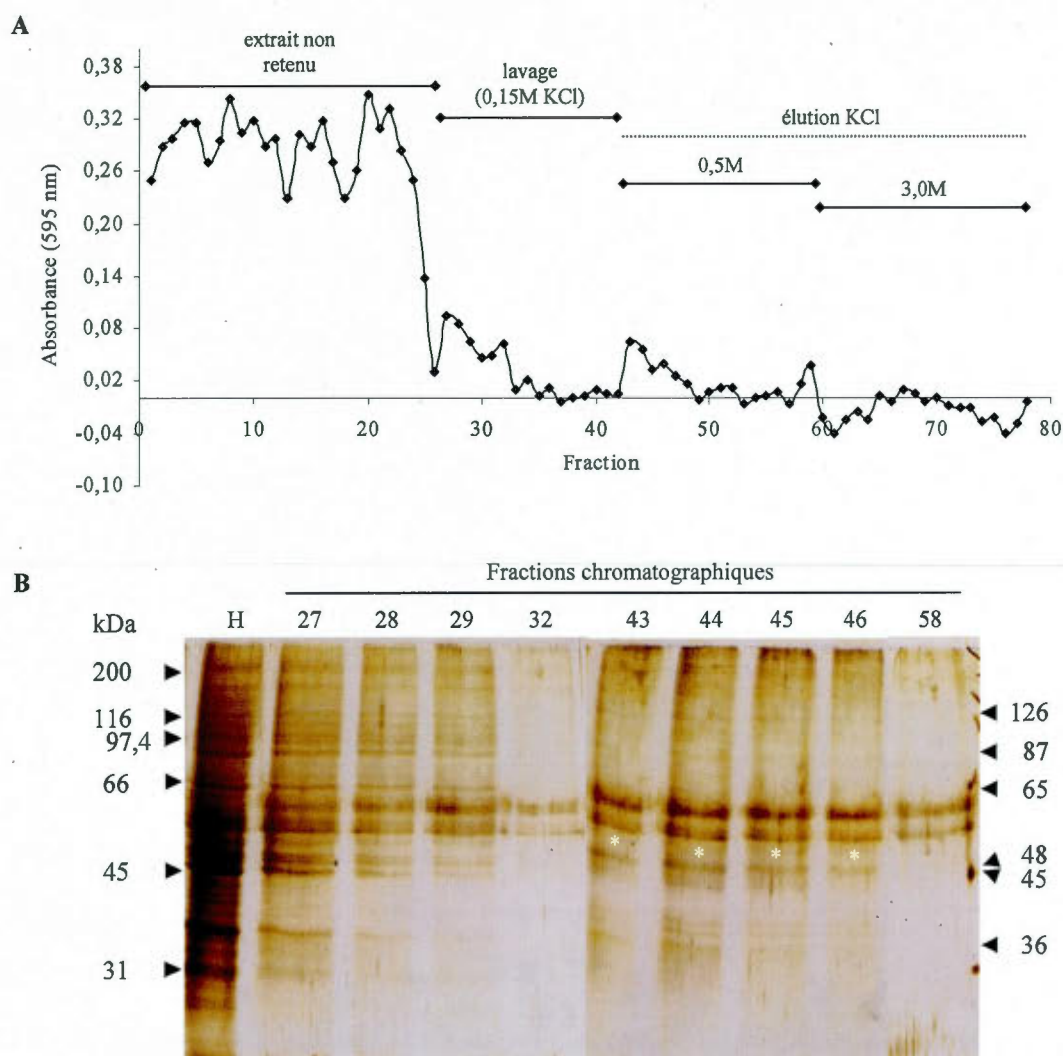 A
extrait non
retenu
lavage
(0,15M KCl)
élution KCl
0,5M
3,0M
0,38
0,32
0,26
0,20
0,14
0,08
0,02
-0,04
-0,10
Absorbance (595 nm)
0 10 20 30 40 50 60 70 80
Fraction
B
Fractions chromatographiques
kDa H 27 28 29 32 43 44 45 46 58
200
116
97,4
66
45
31
126
87
65
48
45
36
* * * *